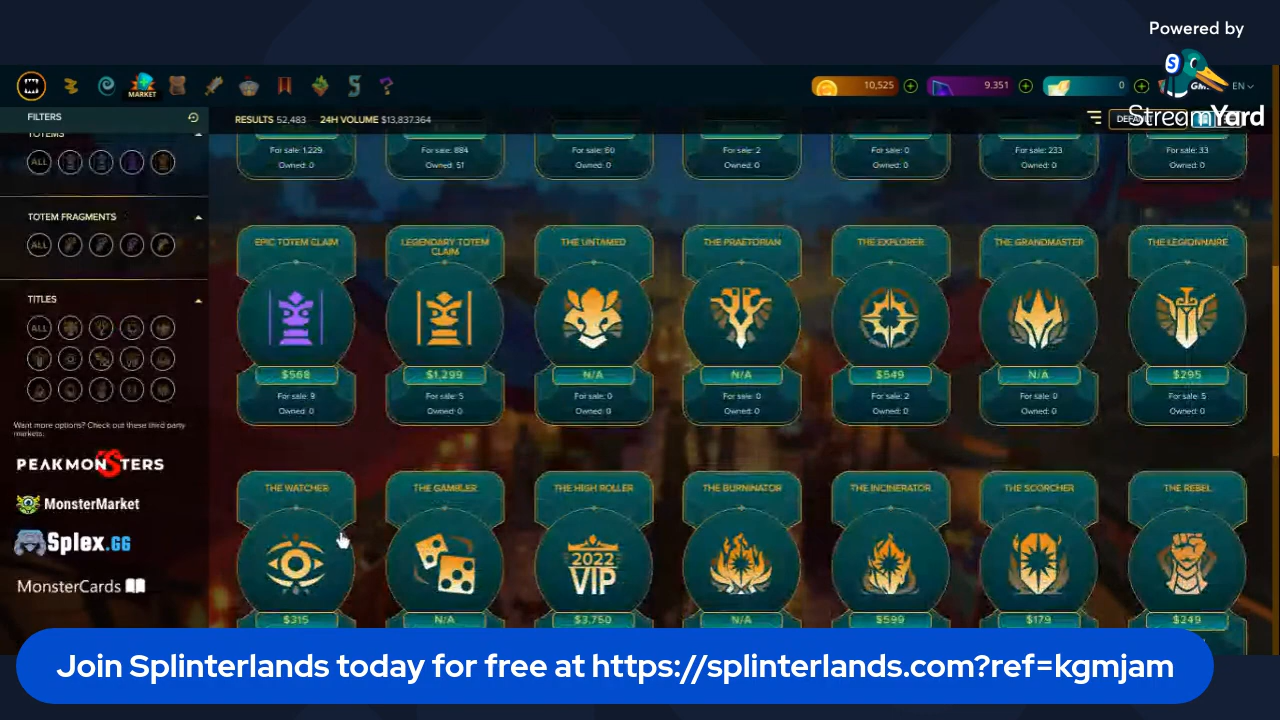 Powered by
StreamYard
MARKET
10,525
9.351
0
GM
EN
FILTERS
RESULTS 52,483 24H VOLUME $13,837.364
DEFAULT
TOTEMS
ALL
For sale: 1,229
Owned: 0
For sale: 884
Owned: 51
For sale: 60
Owned: 0
For sale: 2
Owned: 0
For sale: 0
Owned: 0
For sale: 233
Owned: 0
For sale: 33
Owned: 0
TOTEM FRAGMENTS
ALL
TITLES
ALL
Want more options? Check out these third party
markets:
PEAKMONSTERS
MonsterMarket
Splex.GG
MonsterCards
EPIC TOTEM CLAIM
$568
For sale: 9
Owned: 0
LEGENDARY TOTEM
CLAIM
$1,299
For sale: 5
Owned: 0
THE UNTAMED
N/A
For sale: 0
Owned: 0
THE PRAETORIAN
N/A
For sale: 0
Owned: 0
THE EXPLORER
$549
For sale: 2
Owned: 0
THE GRANDMASTER
N/A
For sale: 0
Owned: 0
THE LEGIONNAIRE
$295
For sale: 5
Owned: 0
THE WATCHER
$315
THE GAMBLER
N/A
THE HIGH ROLLER
2022
VIP
$3,750
THE BURNINATOR
N/A
THE INCINERATOR
$599
THE SCORCHER
$179
THE REBEL
$249
Join Splinterlands today for free at https://splinterlands.com?ref=kgmjam